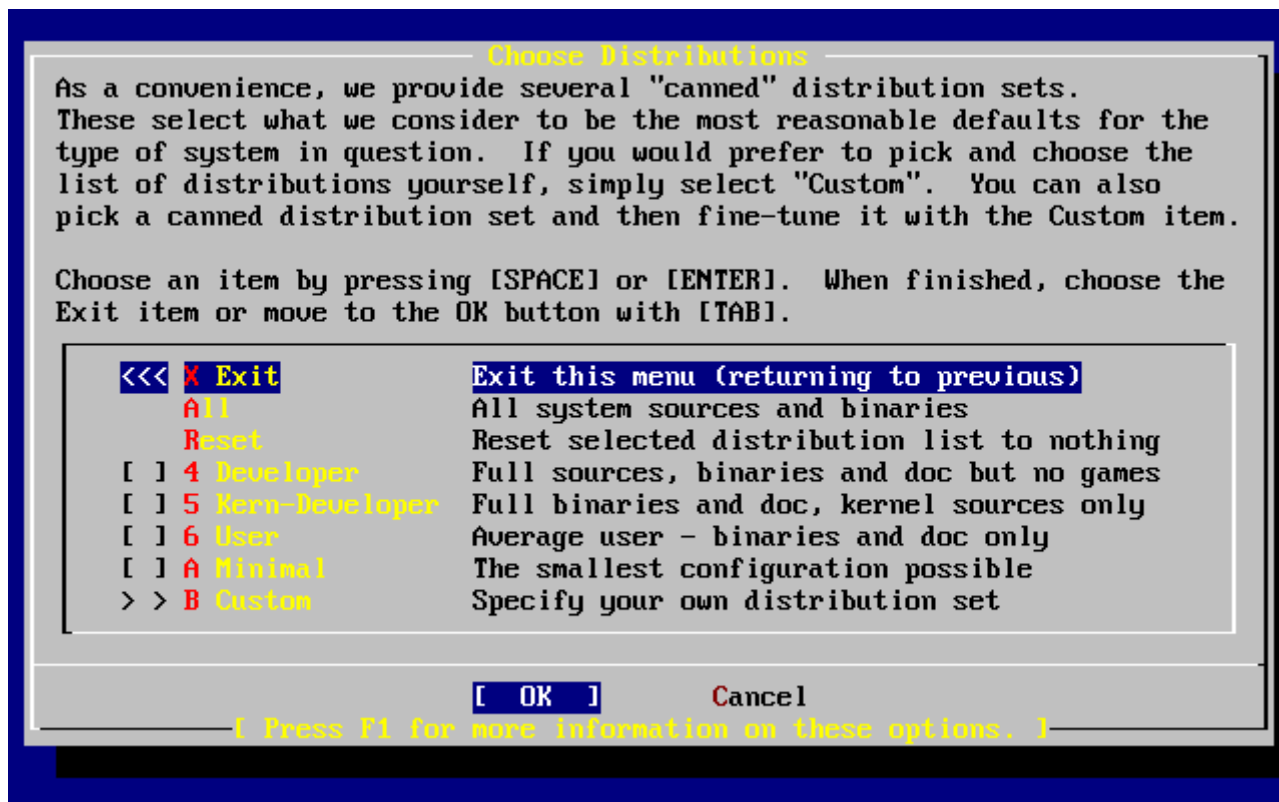 Choose Distributions
As a convenience, we provide several "canned" distribution sets.
These select what we consider to be the most reasonable defaults for the
type of system in question.  If you would prefer to pick and choose the
list of distributions yourself, simply select "Custom".  You can also
pick a canned distribution set and then fine-tune it with the Custom item.
Choose an item by pressing [SPACE] or [ENTER].  When finished, choose the
Exit item or move to the OK button with [TAB].
<<< X Exit Exit this menu (returning to previous)
All All system sources and binaries
Reset Reset selected distribution list to nothing
[ ] 4 Developer Full sources, binaries and doc but no games
[ ] 5 Kern-Developer Full binaries and doc, kernel sources only
[ ] 6 User Average user - binaries and doc only
[ ] A Minimal The smallest configuration possible
> > B Custom Specify your own distribution set
[ OK ] Cancel
[ Press F1 for more information on these options. ]